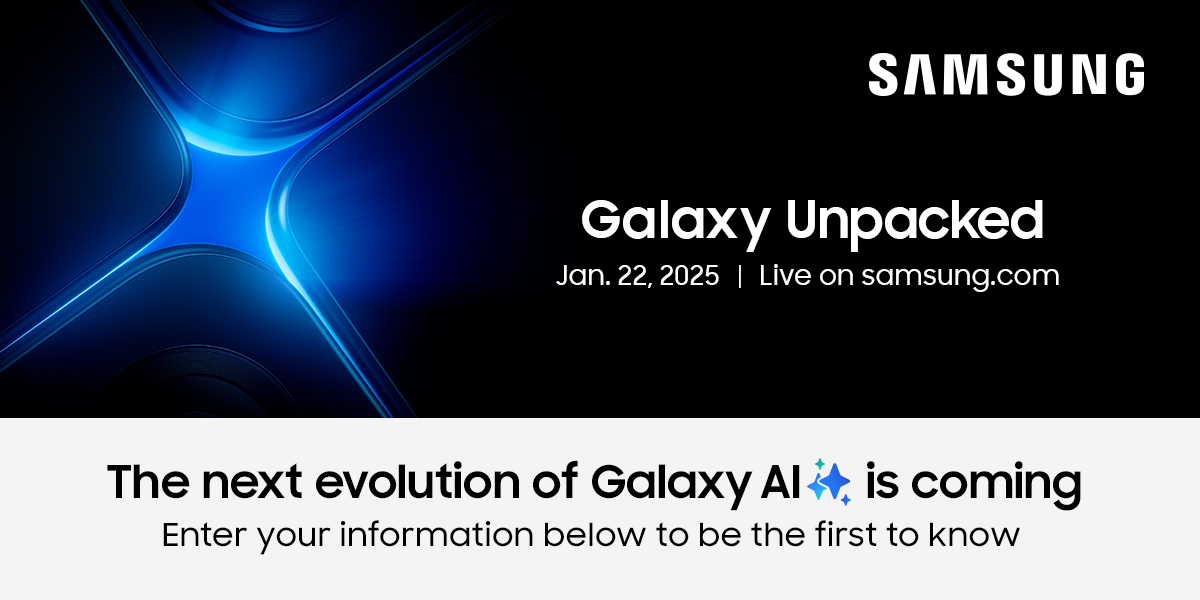 SAMSUNG
Galaxy Unpacked
Jan. 22, 2025 | Live on samsung.com
The next evolution of Galaxy AI is coming
Enter your information below to be the first to know